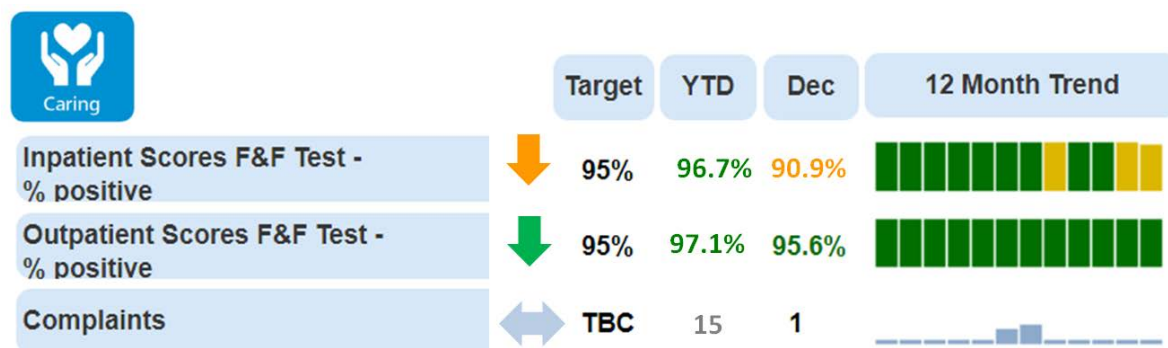 Caring
Target YTD Dec 12 Month Trend
Inpatient Scores F&F Test -
% positive
95% 96.7% 90.9%
Outpatient Scores F&F Test -
% positive
95% 97.1% 95.6%
Complaints TBC 15 1